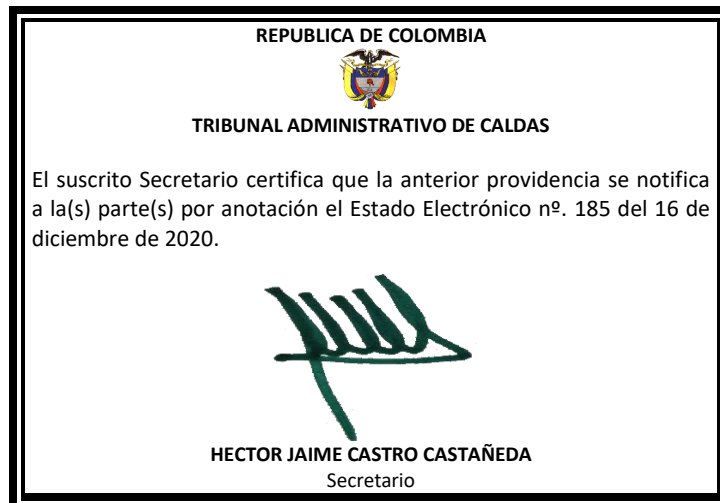 REPUBLICA DE COLOMBIA
TRIBUNAL ADMINISTRATIVO DE CALDAS
El suscrito Secretario certifica que la anterior providencia se notifica
a la(s) parte(s) por anotación el Estado Electrónico nº. 185 del 16 de
diciembre de 2020.
HECTOR JAIME CASTRO CASTAÑEDA
Secretario